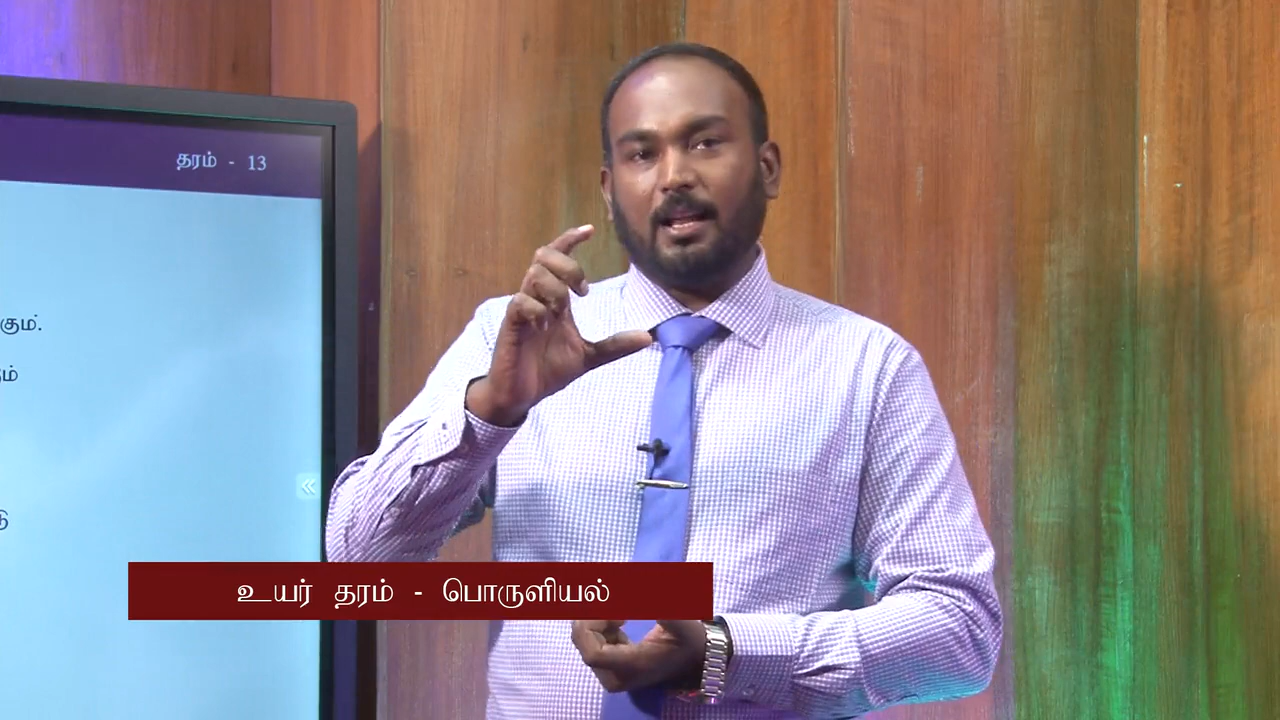 தரம் - 13
கும்.
ும்
டு
உயர் தரம் - பொருளியல்